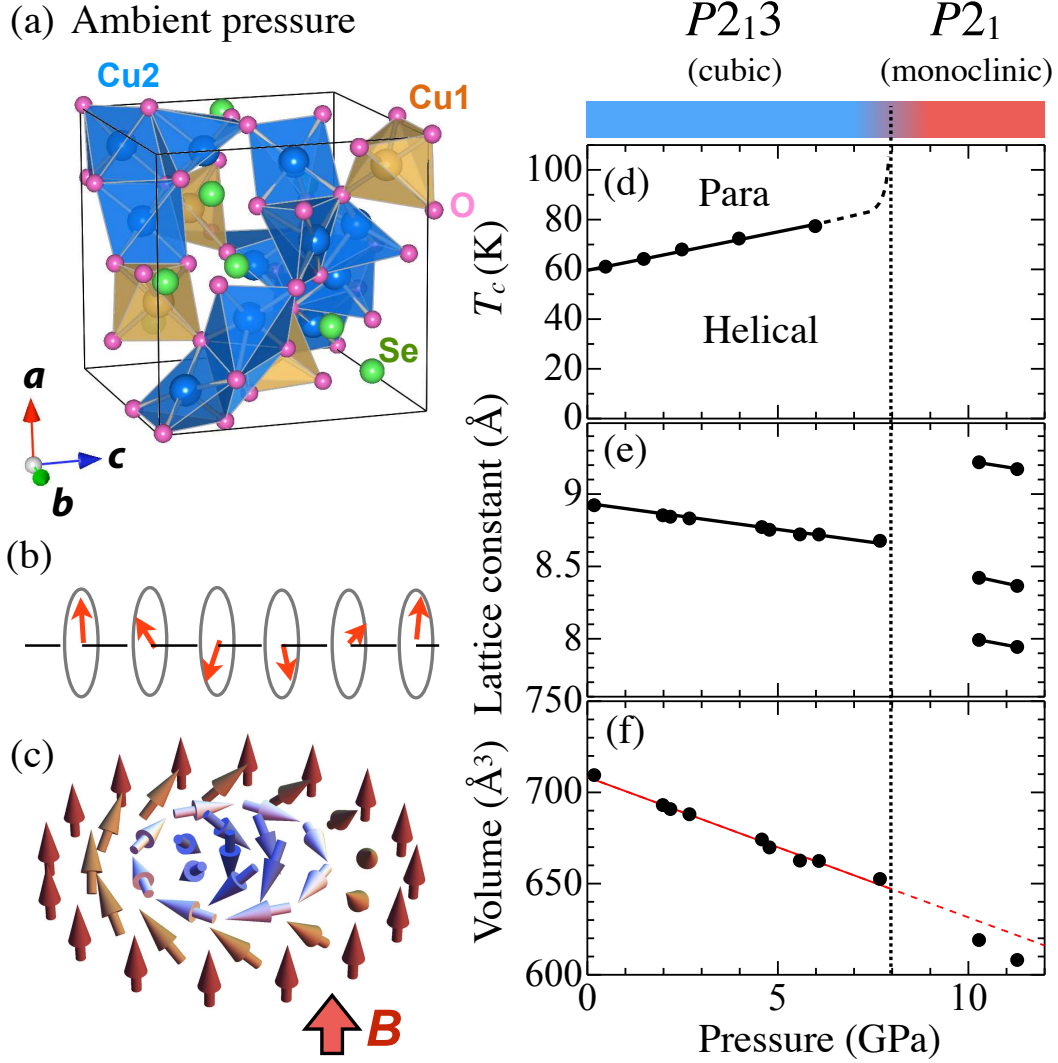 (a) Ambient pressure
Cu2
Cu1
O
Se
a
c
b
(b)
(c)
B
P2₁3
(cubic)
P2₁
(monoclinic)
(d)
Para
Helical
T_c (K)
100
80
60
40
20
0
(e)
Lattice constant (Å)
9
8.5
8
750
(f)
Volume (Å³)
700
650
600
0
5
10
Pressure (GPa)